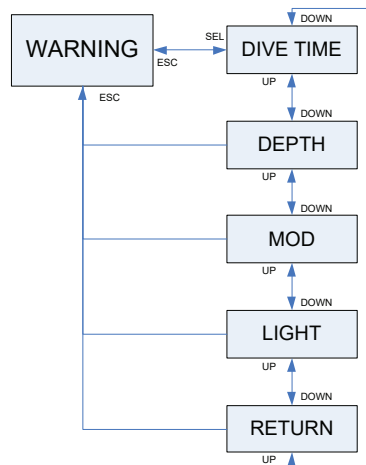 DOWN
WARNING
SEL
ESC
DIVE TIME
ESC
UP
DOWN
DEPTH
UP
DOWN
MOD
UP
DOWN
LIGHT
UP
DOWN
RETURN
UP